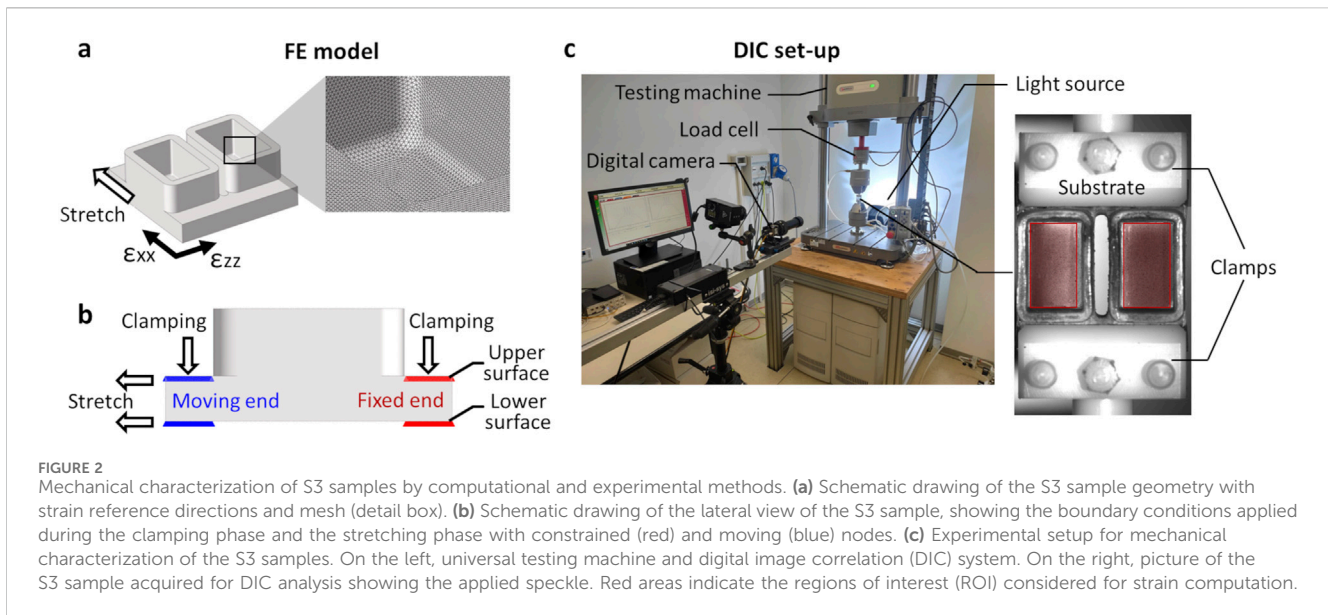 a
FE model
Stretch
εxx
εzz
b
Clamping
Clamping
Upper
surface
Stretch
Moving end
Fixed end
Lower
surface
c
DIC set-up
Testing machine
Load cell
Digital camera
Light source
Substrate
Clamps
FIGURE 2
Mechanical characterization of S3 samples by computational and experimental methods. (a) Schematic drawing of the S3 sample geometry with
strain reference directions and mesh (detail box). (b) Schematic drawing of the lateral view of the S3 sample, showing the boundary conditions applied
during the clamping phase and the stretching phase with constrained (red) and moving (blue) nodes. (c) Experimental setup for mechanical
characterization of the S3 samples. On the left, universal testing machine and digital image correlation (DIC) system. On the right, picture of the
S3 sample acquired for DIC analysis showing the applied speckle. Red areas indicate the regions of interest (ROI) considered for strain computation.